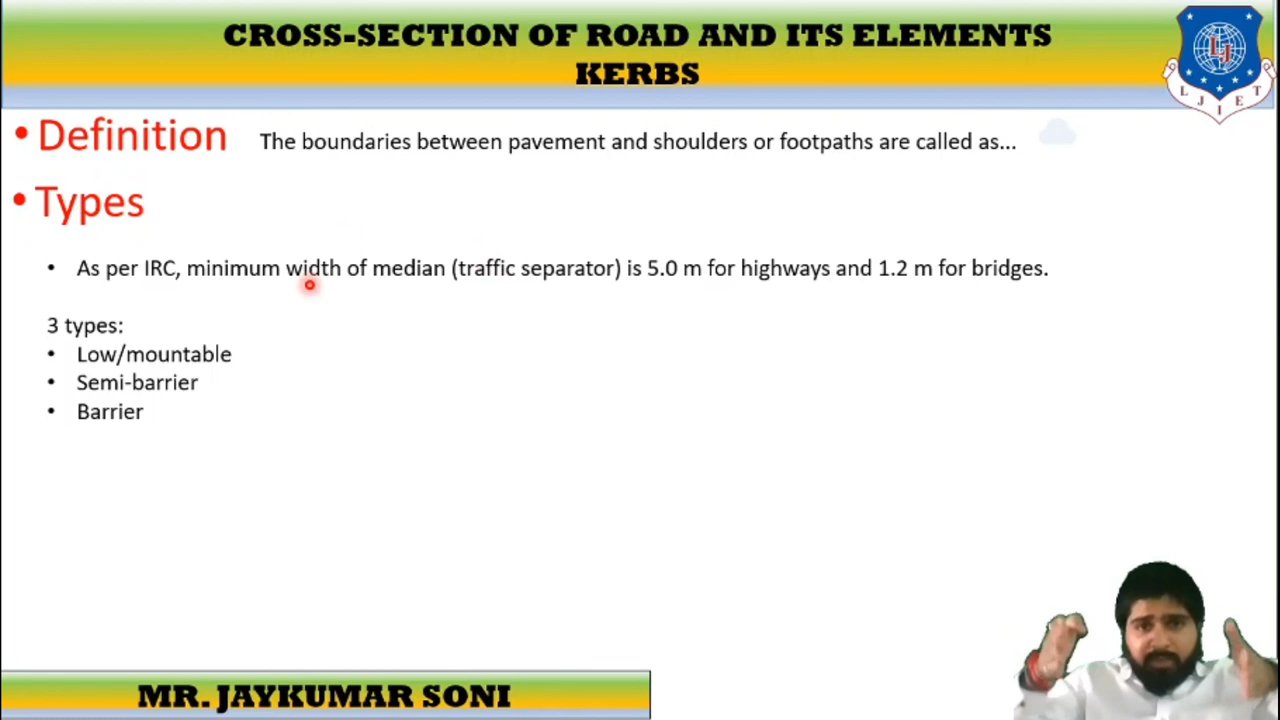 CROSS-SECTION OF ROAD AND ITS ELEMENTS
KERBS
L J I E T
• Definition The boundaries between pavement and shoulders or footpaths are called as...
• Types
• As per IRC, minimum width of median (traffic separator) is 5.0 m for highways and 1.2 m for bridges.
3 types:
• Low/mountable
• Semi-barrier
• Barrier
MR. JAYKUMAR SONI